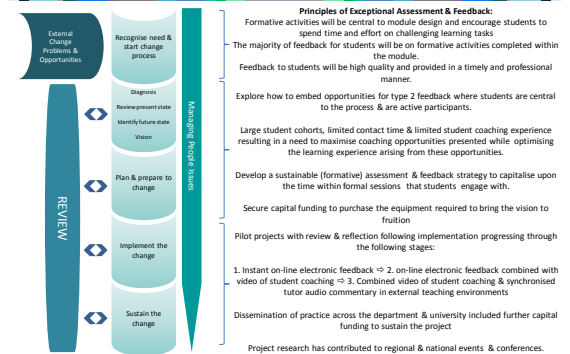 External
Change
Problems &
Opportunities
Recognise need &
start change
process
Diagnosis
Review present state
Identify future state
Vision
Plan & prepare to
change
Implement the
change
Sustain the
change
REVIEW
Managing People Issues
Principles of Exceptional Assessment & Feedback:
Formative activities will be central to module design and encourage students to
spend time and effort on challenging learning tasks
The majority of feedback for students will be on formative activities completed within
the module.
Feedback to students will be high quality and provided in a timely and professional
manner.
Explore how to embed opportunities for type 2 feedback where students are central
to the process & are active participants.
Large student cohorts, limited contact time & limited student coaching experience
resulting in a need to maximise coaching opportunities presented while optimising
the learning experience arising from these opportunities.
Develop a sustainable (formative) assessment & feedback strategy to capitalise upon
the time within formal sessions that students engage with.
Secure capital funding to purchase the equipment required to bring the vision to
fruition
Pilot projects with review & reflection following implementation progressing through
the following stages:
1. Instant on-line electronic feedback ⇨ 2. on-line electronic feedback combined with
video of student coaching ⇨ 3. Combined video of student coaching & synchronised
tutor audio commentary in external teaching environments
Dissemination of practice across the department & university included further capital
funding to sustain the project
Project research has contributed to regional & national events & conferences.